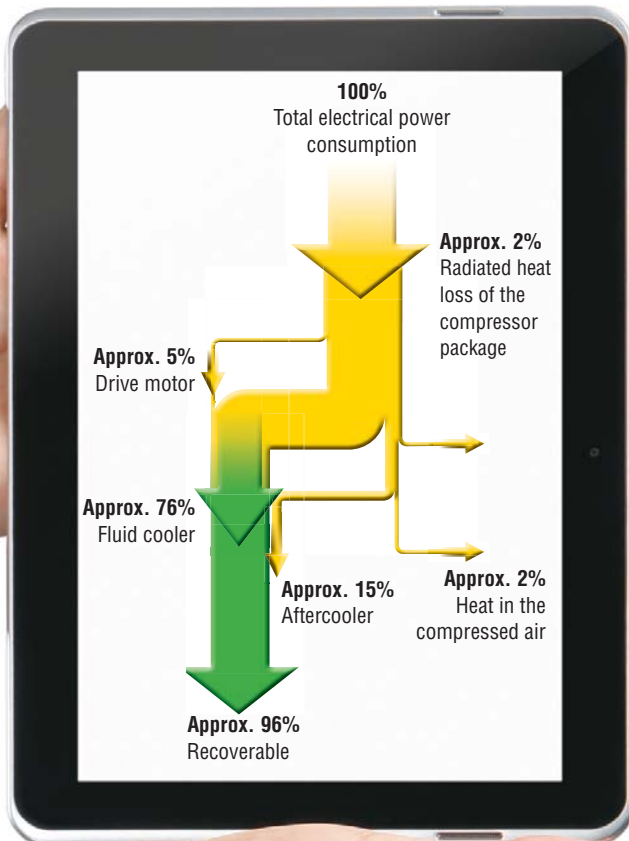 100%
Total electrical power
consumption
Approx. 2%
Radiated heat
loss of the
compressor
package
Approx. 5%
Drive motor
Approx. 76%
Fluid cooler
Approx. 15%
Aftercooler
Approx. 2%
Heat in the
compressed air
Approx. 96%
Recoverable